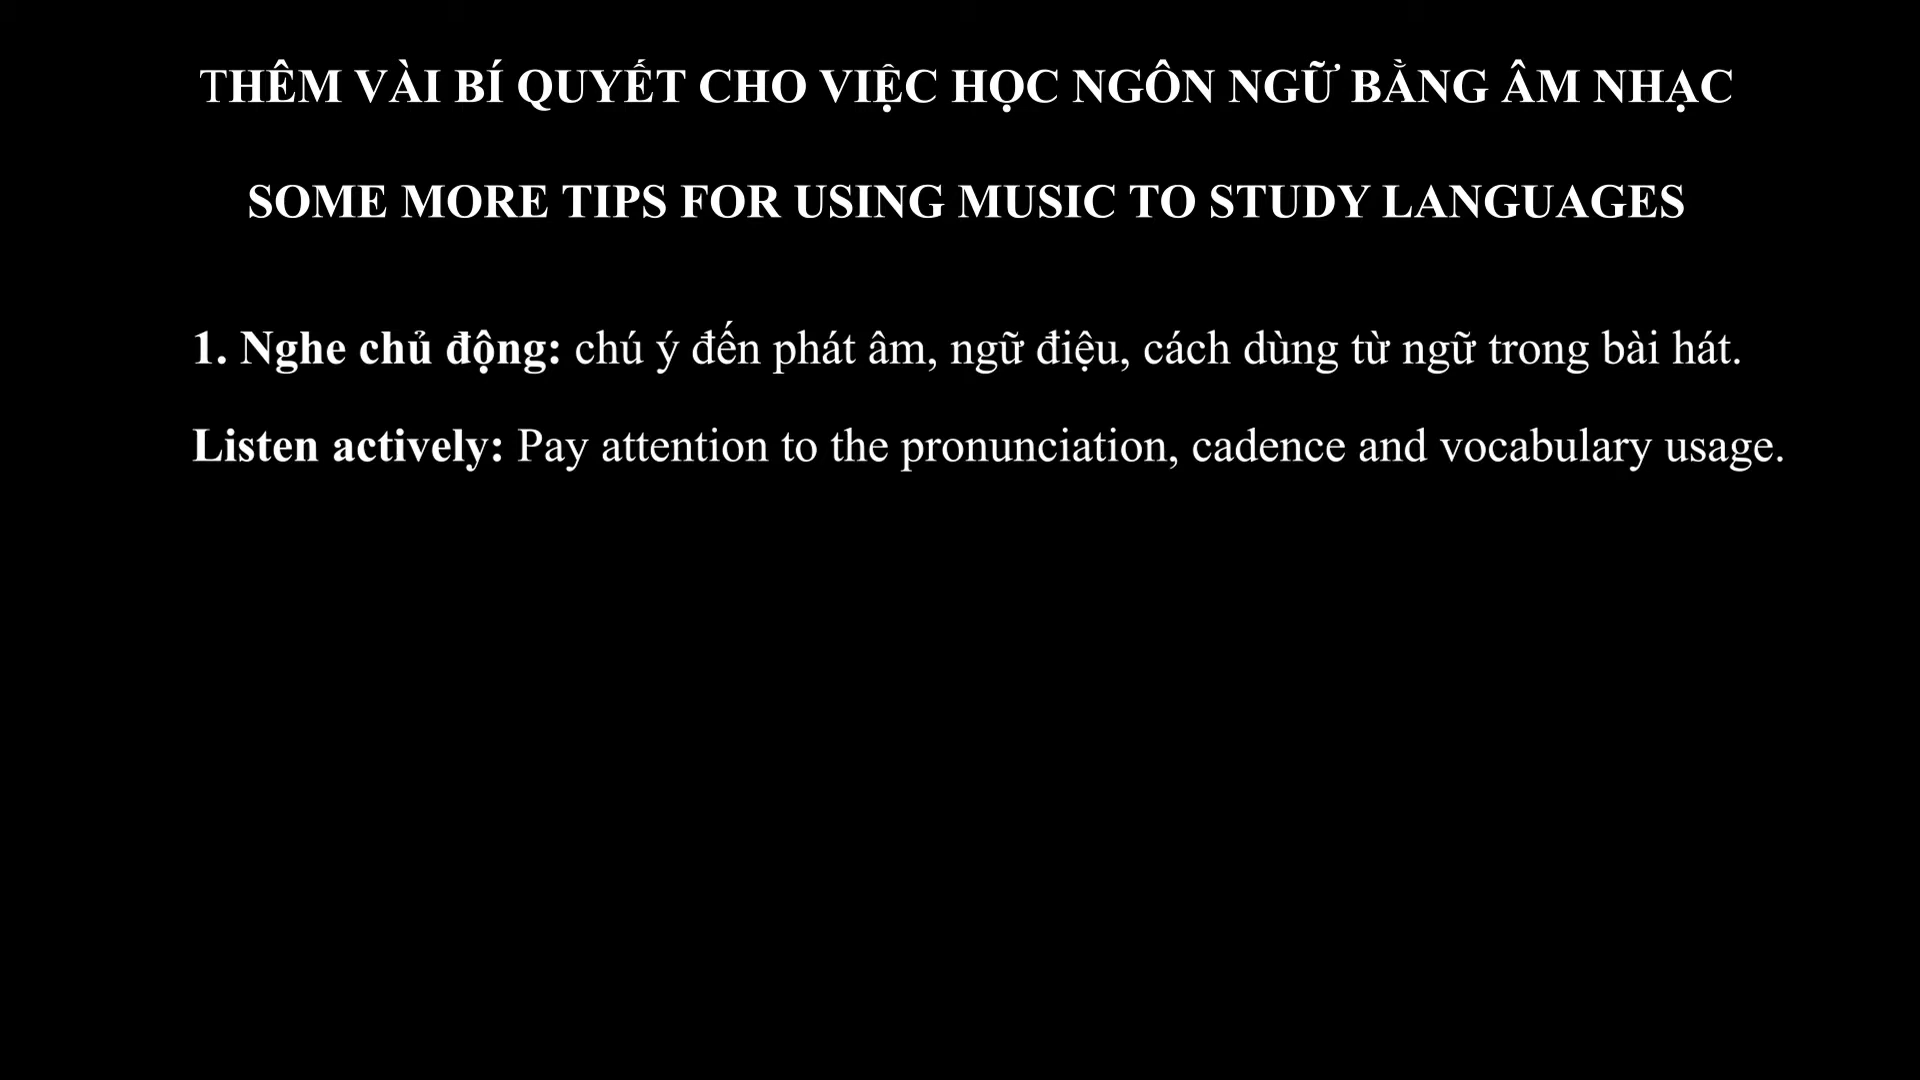 THÊM VÀI BÍ QUYẾT CHO VIỆC HỌC NGÔN NGỮ BẰNG ÂM NHẠC
SOME MORE TIPS FOR USING MUSIC TO STUDY LANGUAGES
1. Nghe chủ động: chú ý đến phát âm, ngữ điệu, cách dùng từ ngữ trong bài hát.
Listen actively: Pay attention to the pronunciation, cadence and vocabulary usage.